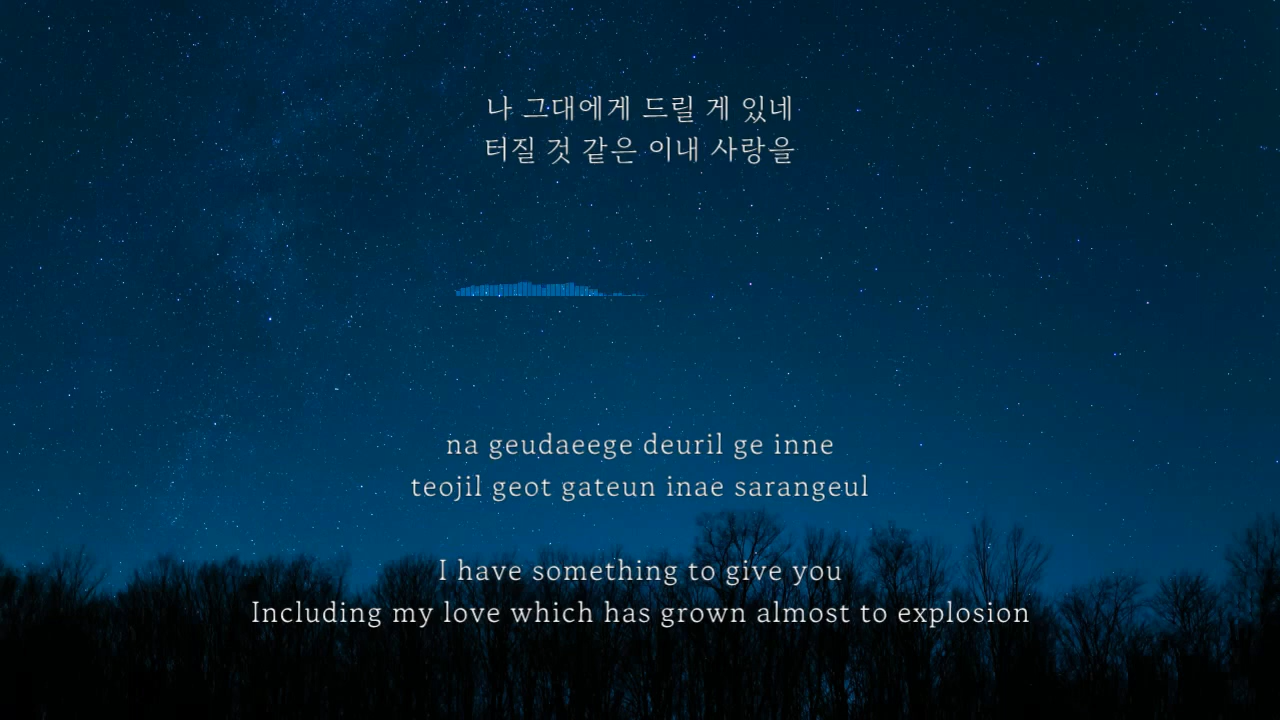 나 그대에게 드릴 게 있네
터질 것 같은 이내 사랑을
na geudaeege deuril ge inne
teojil geot gateun inae sarangeul
I have something to give you
Including my love which has grown almost to explosion